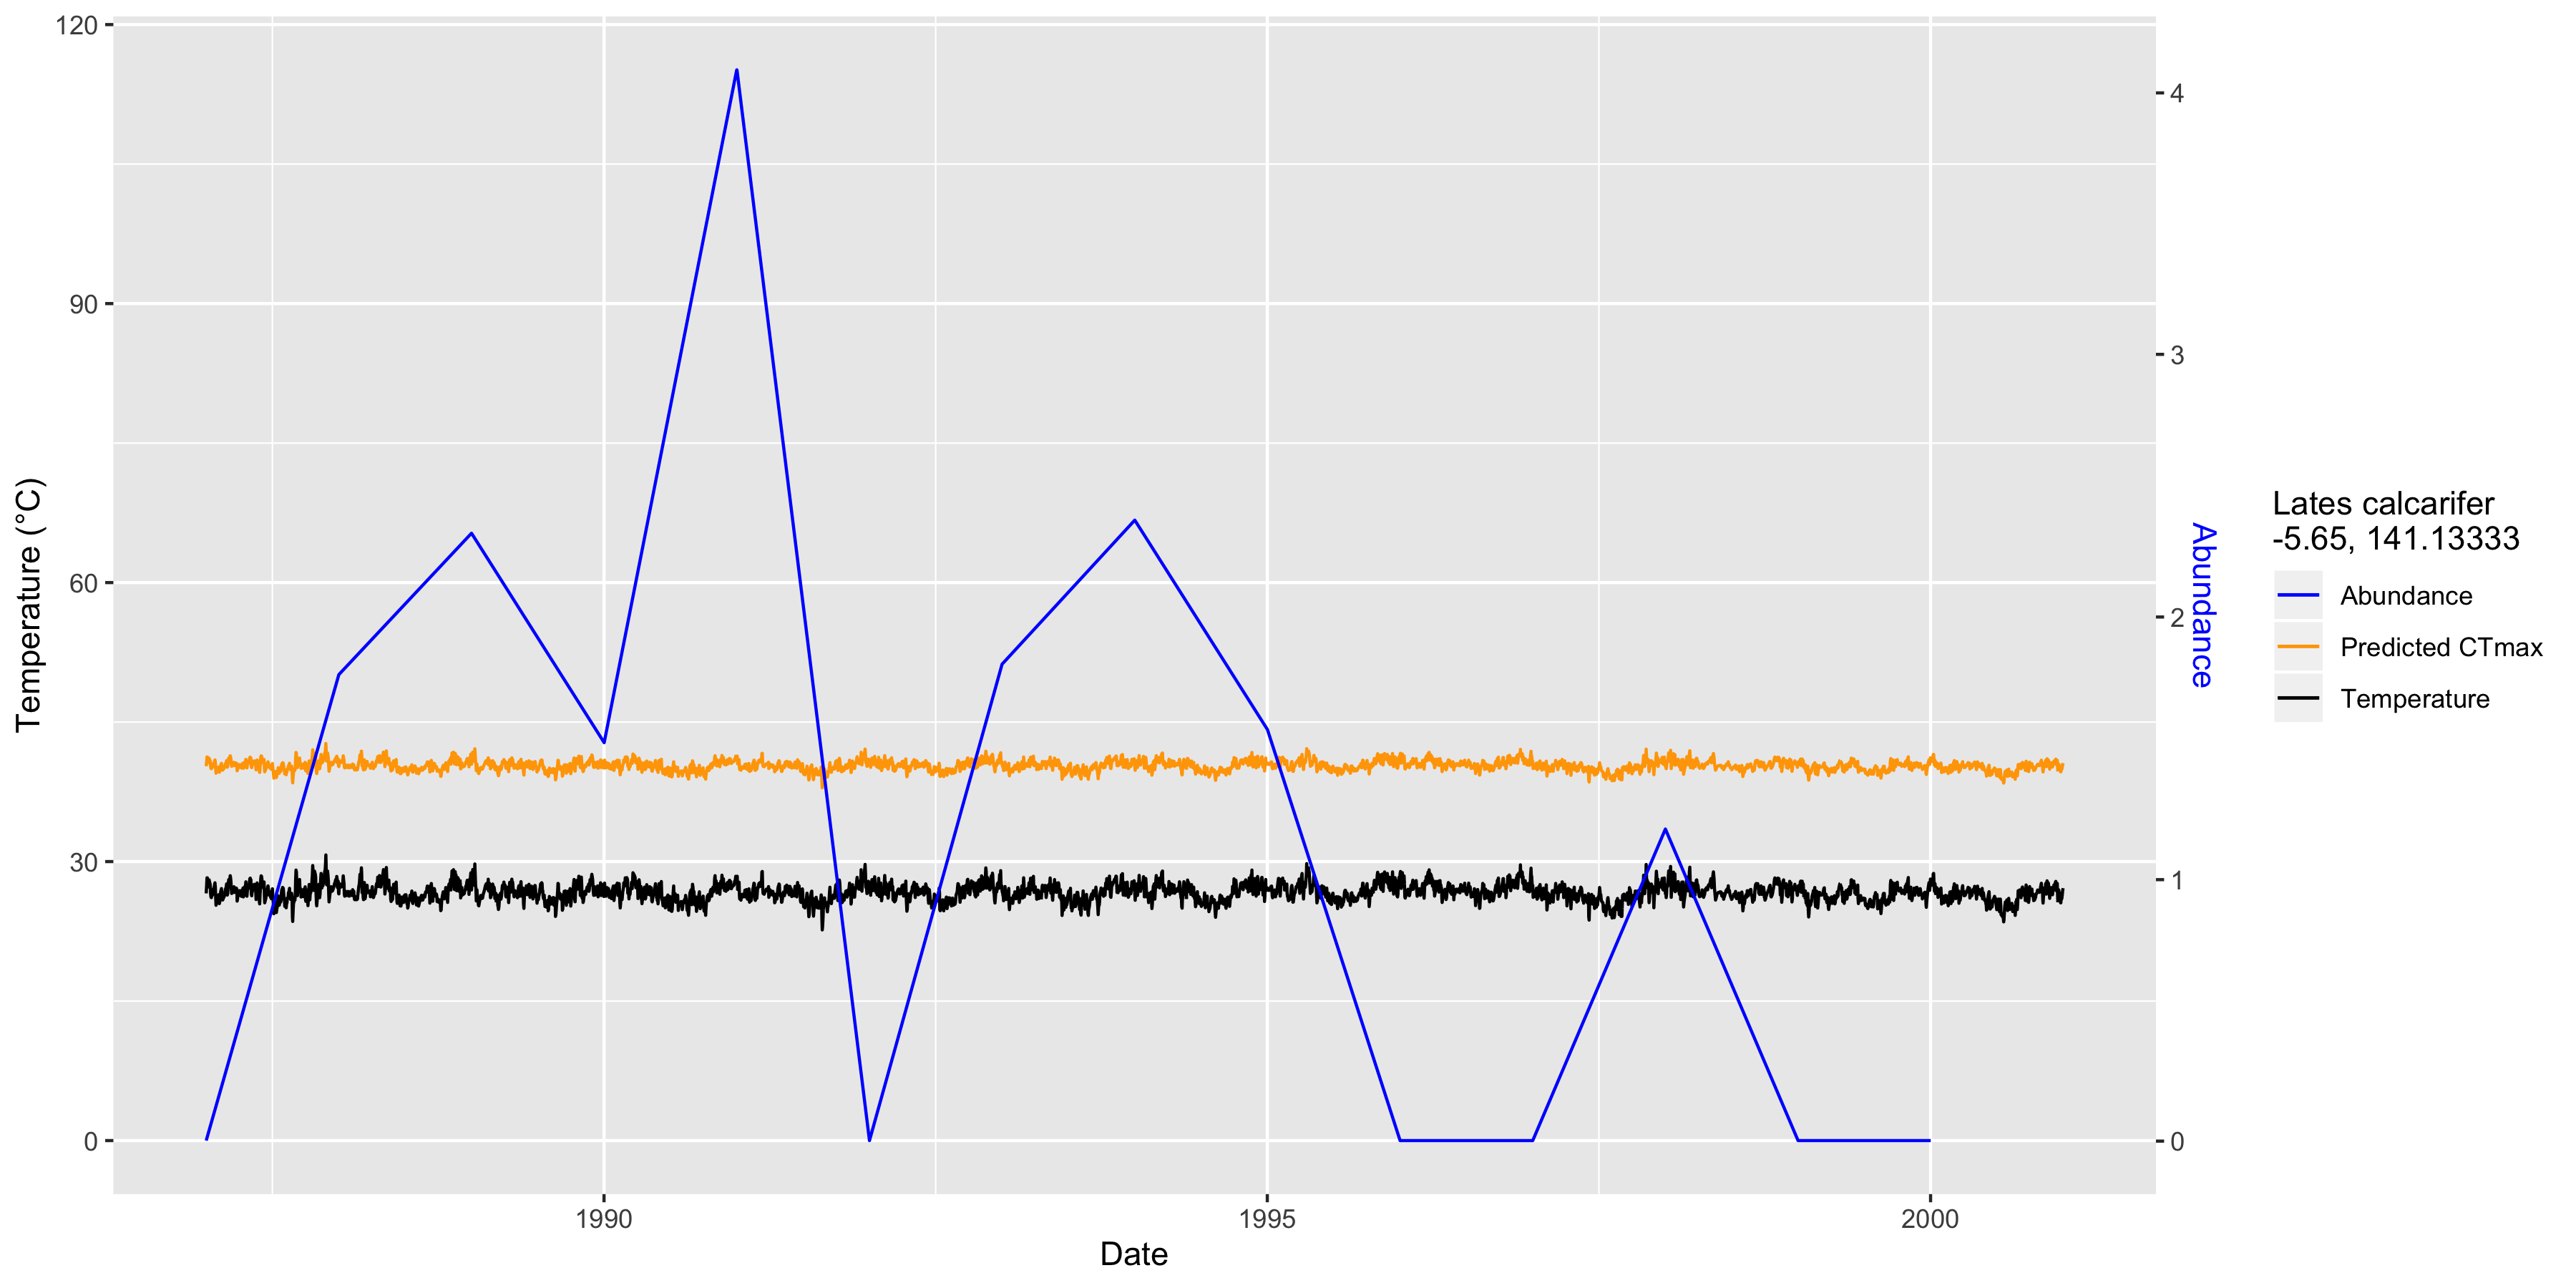 120
90
60
30
0
Temperature (°C)
4
3
2
1
0
Abundance
1990
1995
2000
Date
Lates calcarifer
-5.65, 141.13333
Abundance
Predicted CTmax
Temperature